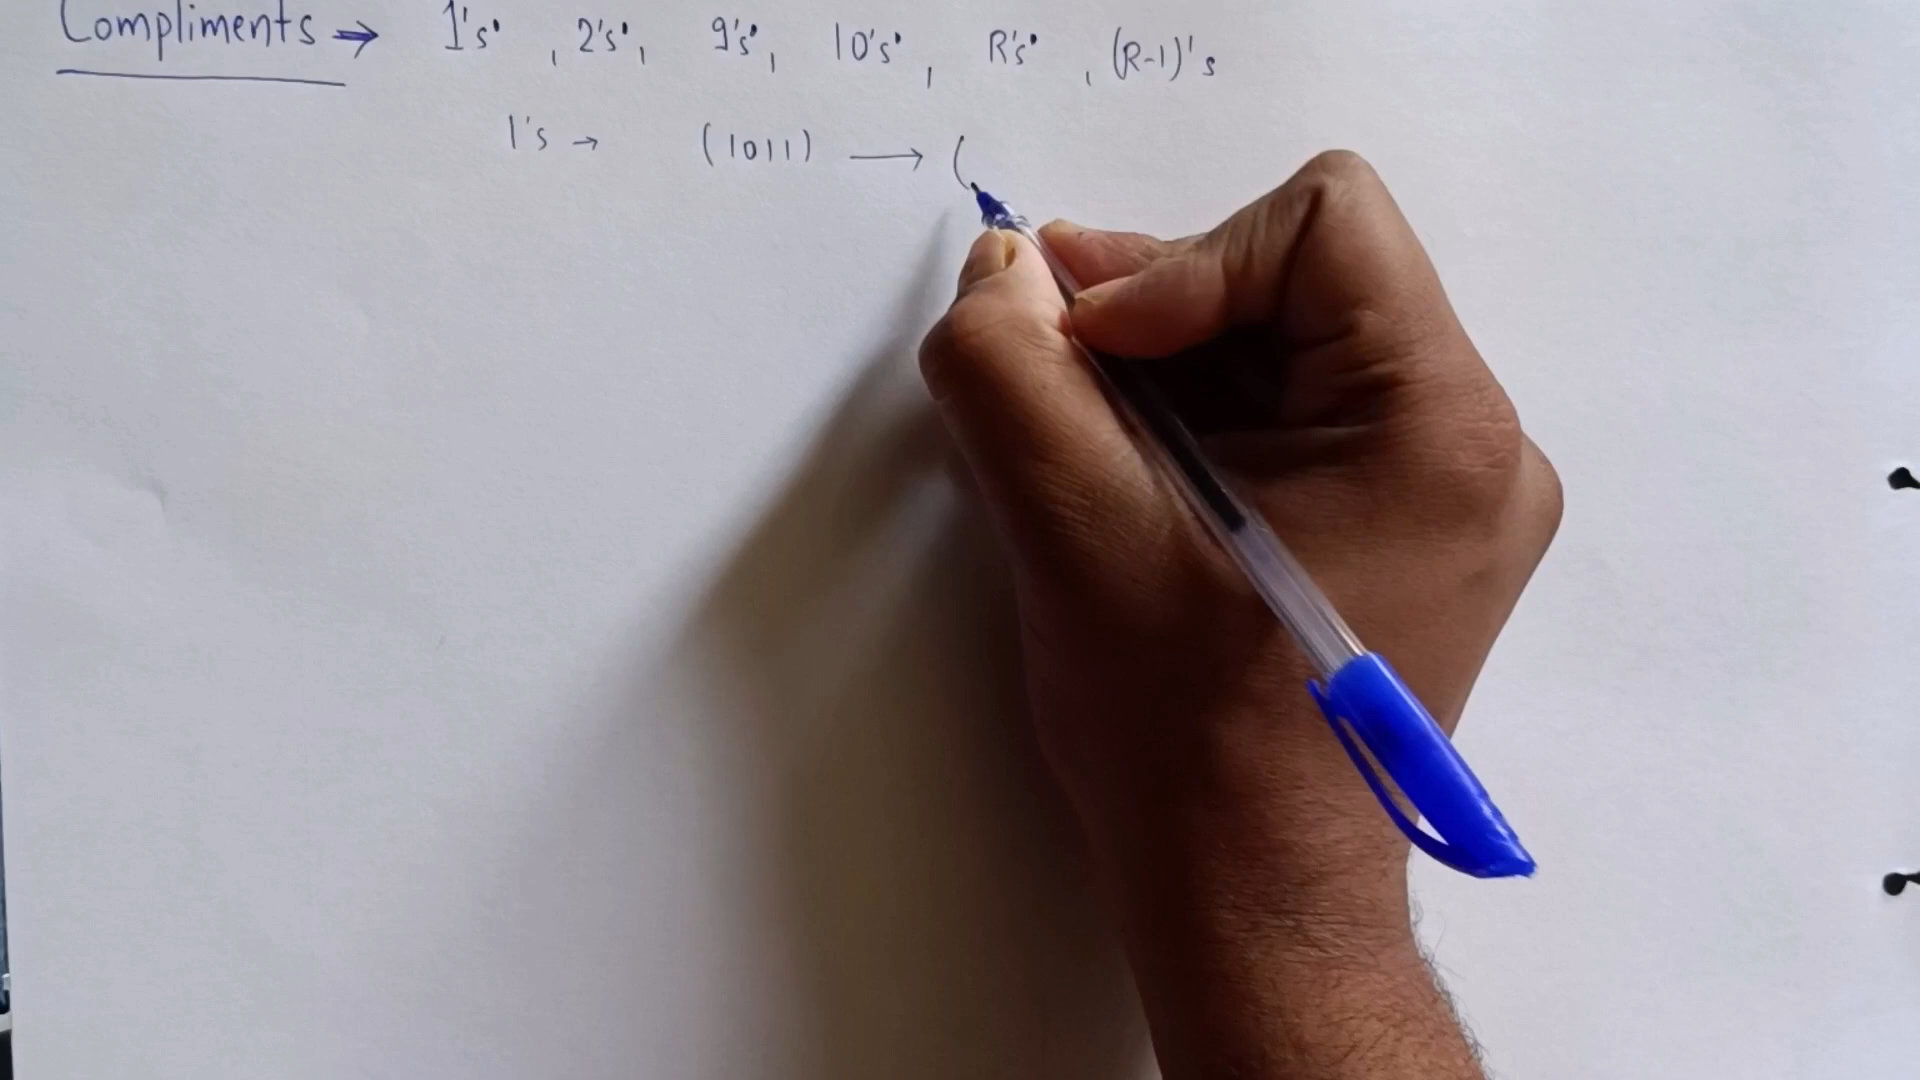 Compliments → 1's , 2's, 9's, 10's, R's , (R-1)'s
1's → (1011) → (